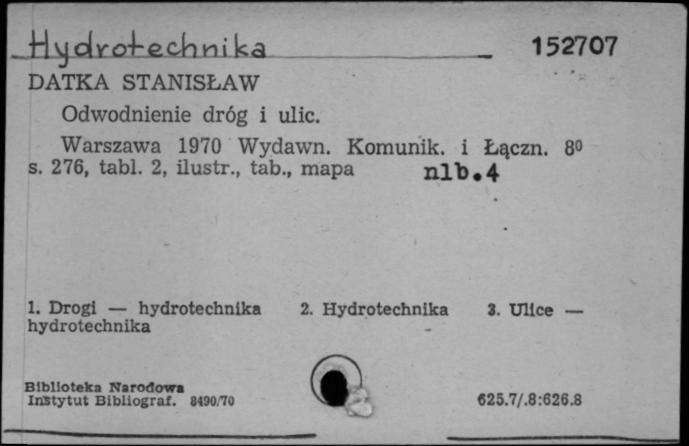 Hydrotechnika 152707
DATKA STANISŁAW
Odwodnienie dróg i ulic.
Warszawa 1970 Wydawn. Komunik. i Łączn. 8º
s. 276, tabl. 2, ilustr., tab., mapa nlb.4
1. Drogi — hydrotechnika 2. Hydrotechnika 3. Ulice —
hydrotechnika
Biblioteka Narodowa
Instytut Bibliograf. 8490/70 625.7/.8:626.8